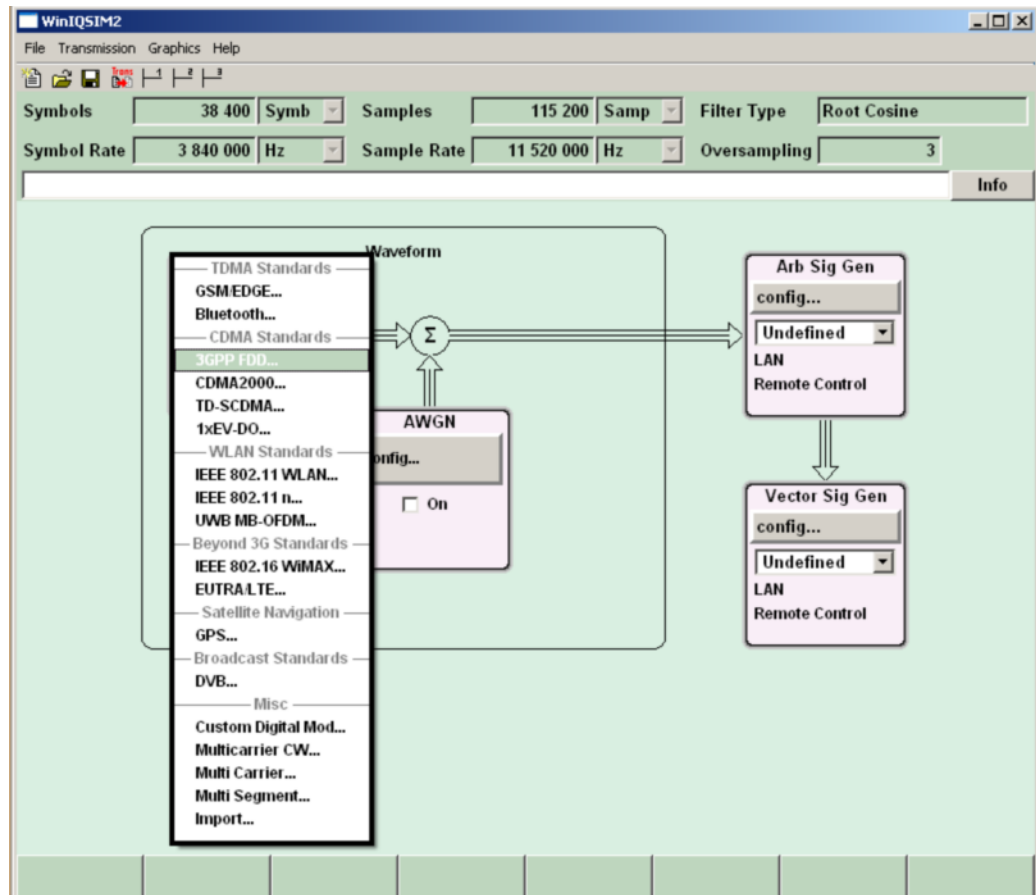 WinIQSIM2
File Transmission Graphics Help
Trans 1 2 3
Symbols 38 400 Symb Samples 115 200 Samp Filter Type Root Cosine
Symbol Rate 3 840 000 Hz Sample Rate 11 520 000 Hz Oversampling 3
Info
Waveform
TDMA Standards
GSM/EDGE...
Bluetooth...
CDMA Standards
3GPP FDD...
CDMA2000...
TD-SCDMA...
1xEV-DO...
WLAN Standards
IEEE 802.11 WLAN...
IEEE 802.11 n...
UWB MB-OFDM...
Beyond 3G Standards
IEEE 802.16 WiMAX...
EUTRA/LTE...
Satellite Navigation
GPS...
Broadcast Standards
DVB...
Misc
Custom Digital Mod...
Multicarrier CW...
Multi Carrier...
Multi Segment...
Import...
Σ
AWGN
onfig...
On
Arb Sig Gen
config...
Undefined
LAN
Remote Control
Vector Sig Gen
config...
Undefined
LAN
Remote Control